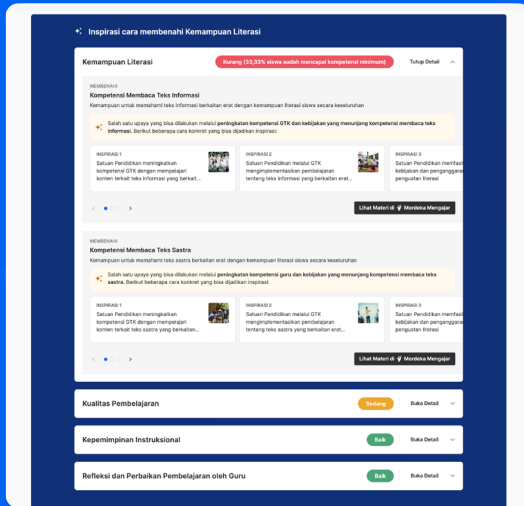 Inspirasi cara membenahi Kemampuan Literasi
Kemampuan Literasi
Kurang (33,33% siswa sudah mencapai kompetensi minimum)
Tutup Detail
MEMBENAHI
Kompetensi Membaca Teks Informasi
Kemampuan untuk memahami teks informasi berkaitan erat dengan kemampuan literasi siswa secara keseluruhan
Salah satu upaya yang bisa dilakukan melalui peningkatan kompetensi GTK dan kebijakan yang menunjang kompetensi membaca teks
informasi. Berikut beberapa cara konkret yang bisa dijadikan inspirasi:
INSPIRASI 1
Satuan Pendidikan meningkatkan
kompetensi GTK dengan mempelajari
konten terkait teks informasi yang berkait...
INSPIRASI 2
Satuan Pendidikan melalui GTK
mengimplementasikan pembelajaran
tentang teks informasi yang berkaitan erat...
INSPIRASI 3
Satuan Pendidikan memfasil
kebijakan dan penganggara
penguatan literasi
Lihat Materi di Merdeka Mengajar
MEMBENAHI
Kompetensi Membaca Teks Sastra
Kemampuan untuk memahami teks sastra berkaitan erat dengan kemampuan literasi siswa secara keseluruhan
Salah satu upaya yang bisa dilakukan melalui peningkatan kompetensi guru dan kebijakan yang menunjang kompetensi membaca teks
sastra. Berikut beberapa cara konkret yang bisa dijadikan inspirasi
INSPIRASI 1
Satuan Pendidikan meningkatkan
kompetensi GTK dengan mempelajari
konten terkait teks sastra yang berkaitan...
INSPIRASI 2
Satuan Pendidikan melalui GTK
mengimplementasikan pembelajaran
tentang teks sastra yang berkaitan erat...
INSPIRASI 3
Satuan Pendidikan memfasil
kebijakan dan penganggara
penguatan literasi
Lihat Materi di Merdeka Mengajar
Kualitas Pembelajaran
Sedang
Buka Detail
Kepemimpinan Instruksional
Baik
Buka Detail
Refleksi dan Perbaikan Pembelajaran oleh Guru
Baik
Buka Detail